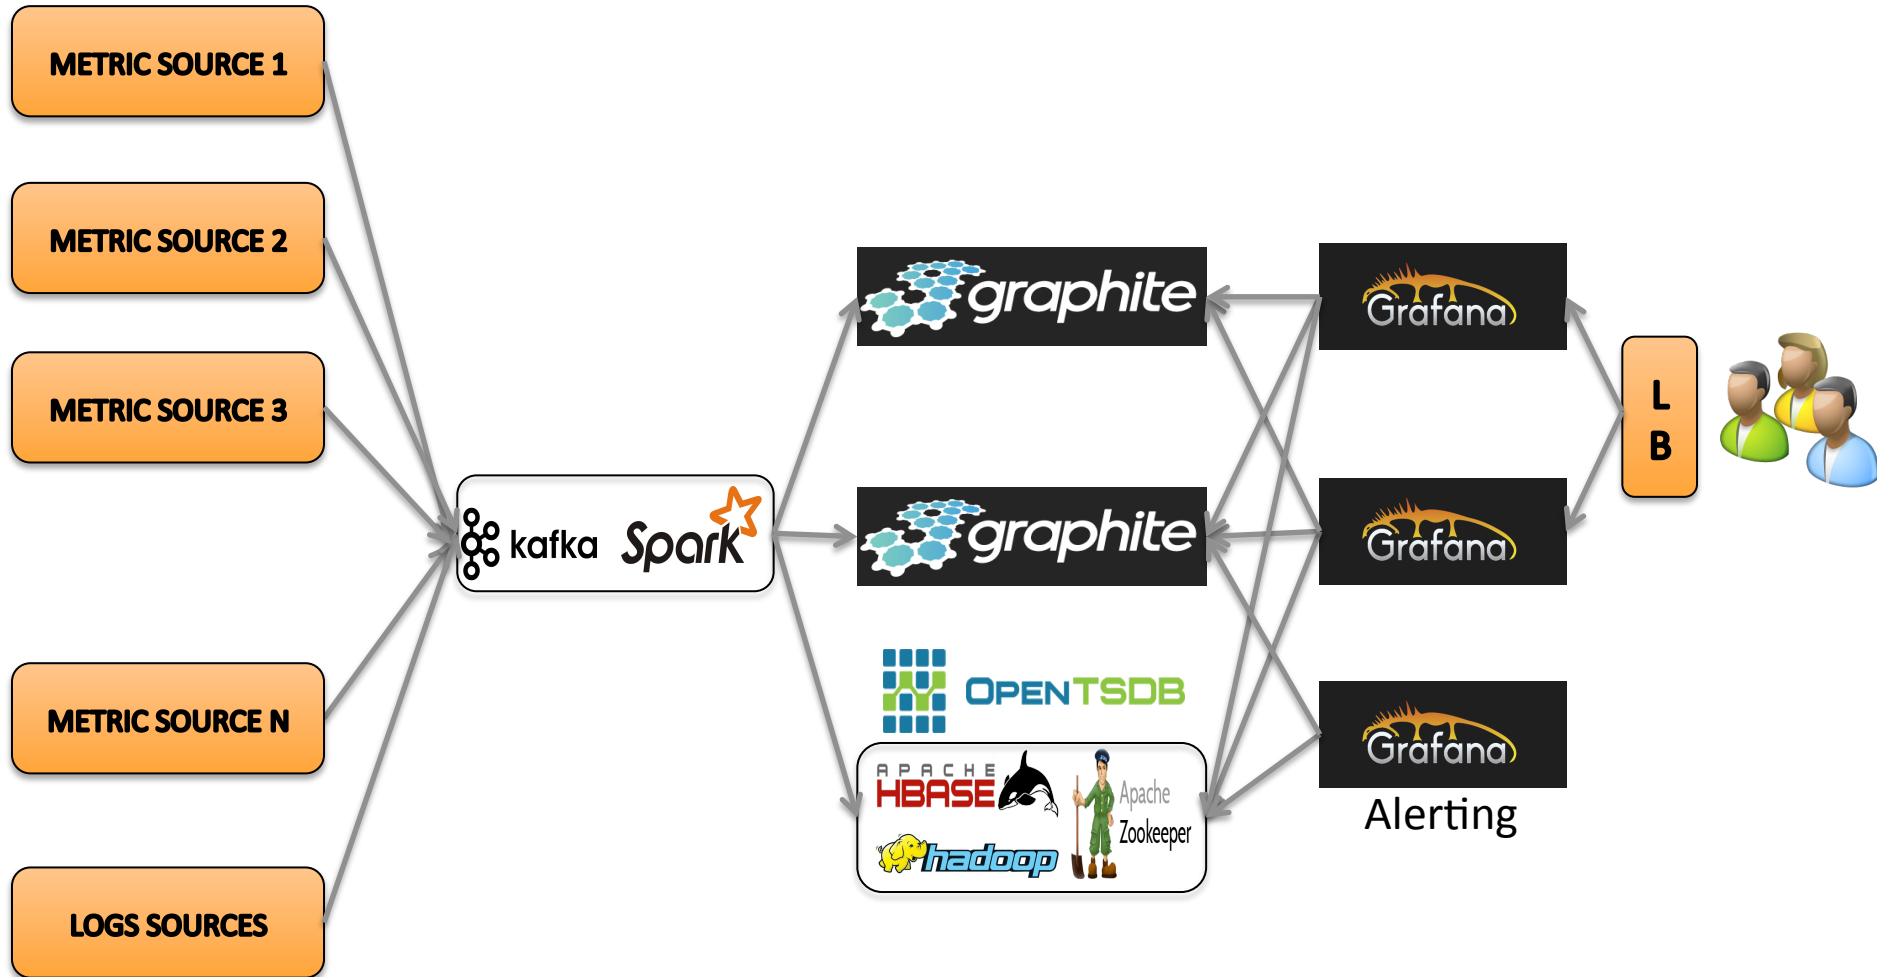 METRIC SOURCE 1
METRIC SOURCE 2
METRIC SOURCE 3
METRIC SOURCE N
LOGS SOURCES
kafka
Spark
graphite
graphite
OPENTSDB
APACHE
HBASE
hadoop
Apache
Zookeeper
Grafana
Grafana
Grafana
Alerting
L
B